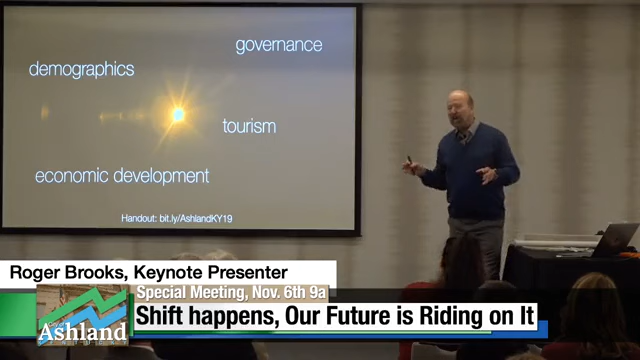 governance
demographics
tourism
economic development
Handout: bit.ly/AshlandKY19
Roger Brooks, Keynote Presenter
Special Meeting, Nov. 6th 9a
Ashland
Shift happens, Our Future is Riding on It